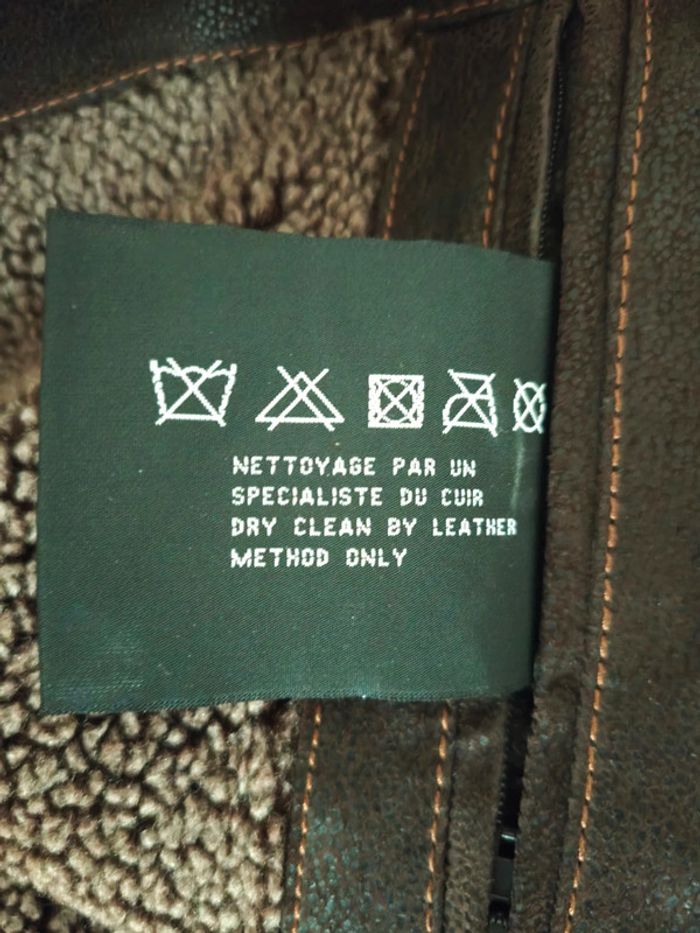 NETTOYAGE PAR UN
SPECIALISTE DU CUIR
DRY CLEAN BY LEATHER
METHOD ONLY